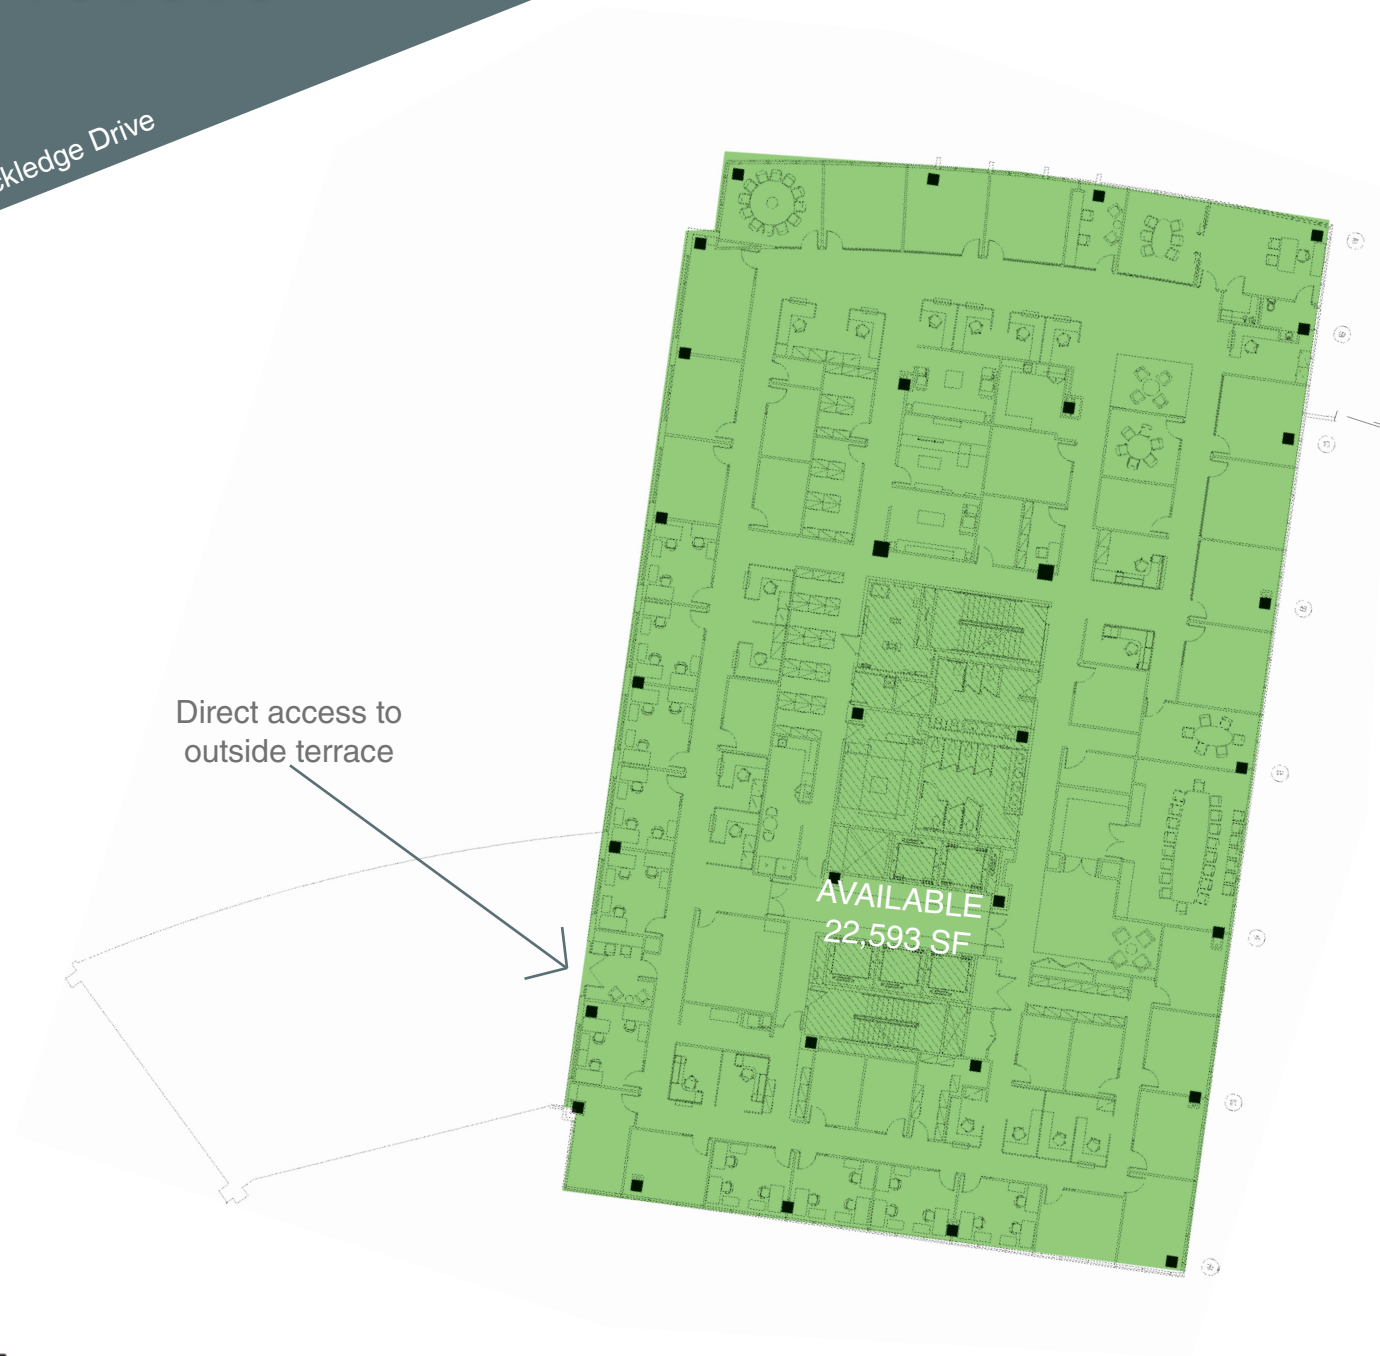 ckledge Drive
Direct access to
outside terrace
AVAILABLE
22,593 SF